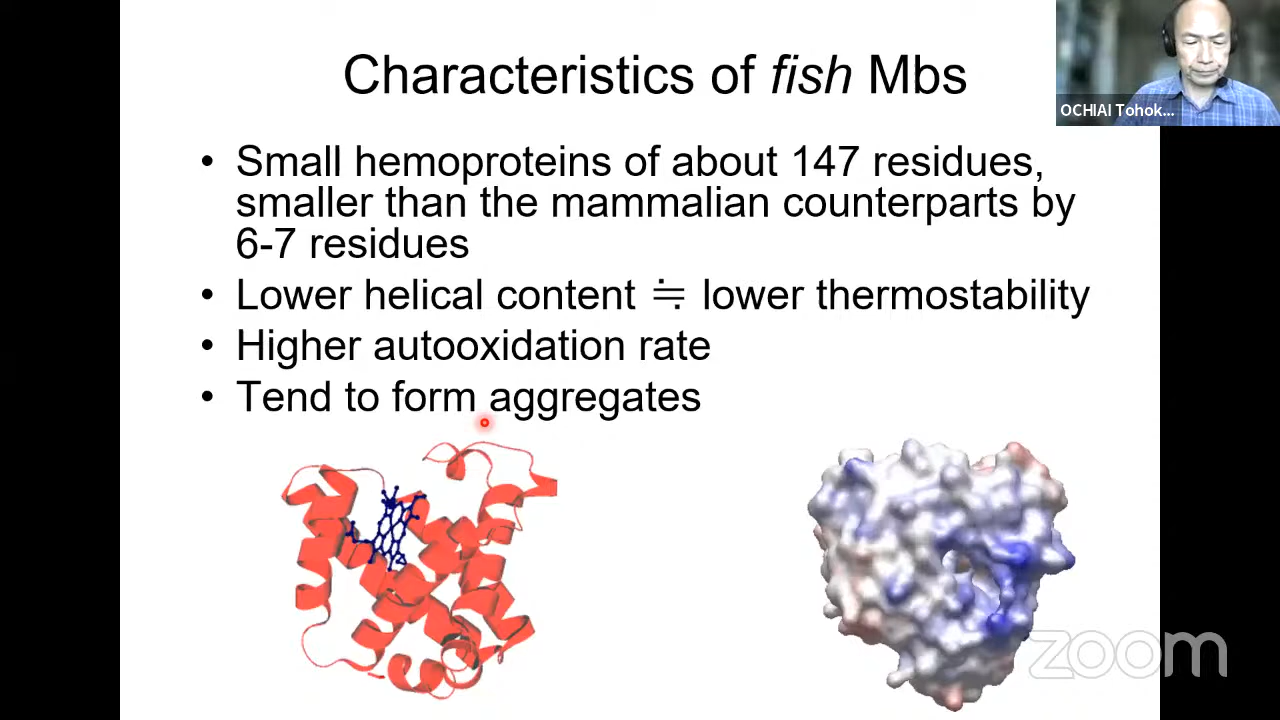 Characteristics of fish Mbs
OCHIAI Tohok...
• Small hemoproteins of about 147 residues,
smaller than the mammalian counterparts by
6-7 residues
• Lower helical content ≒ lower thermostability
• Higher autooxidation rate
• Tend to form aggregates
zoom